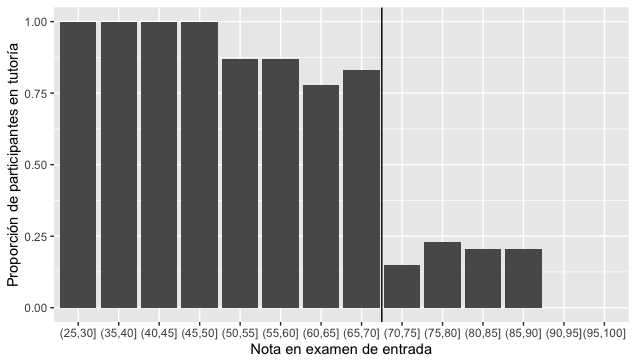 Proporción de participantes en tutoría
1.00
0.75
0.50
0.25
0.00
(25,30] (35,40] (40,45] (45,50] (50,55] (55,60] (60,65] (65,70] (70,75] (75,80] (80,85] (85,90] (90,95] (95,100]
Nota en examen de entrada